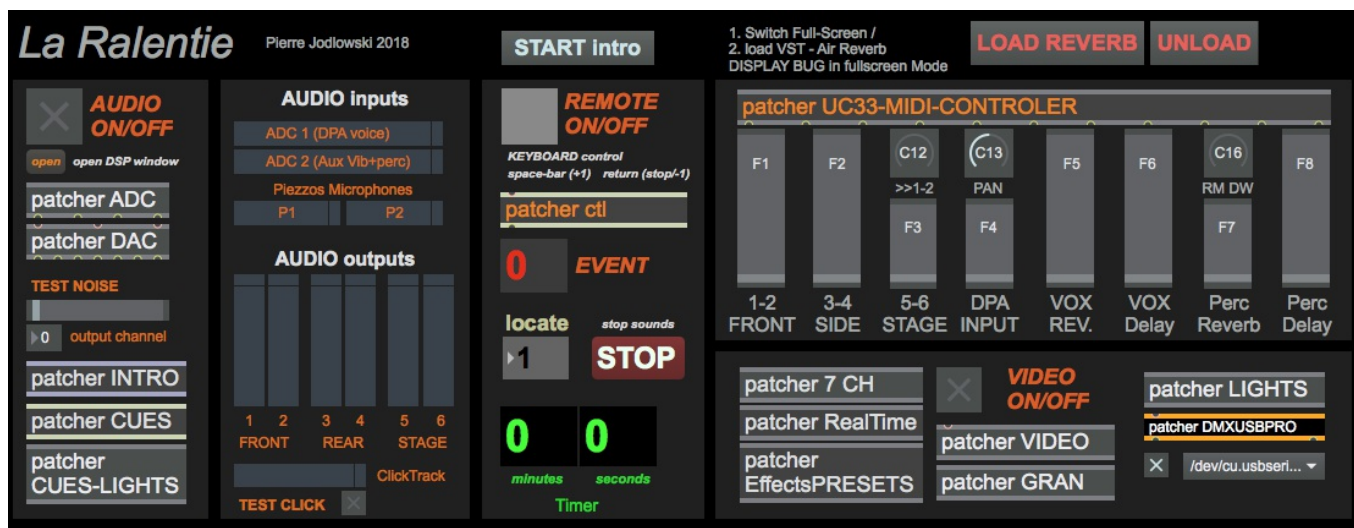 La Ralentie
Pierre Jodlowski 2018
START intro
1. Switch Full-Screen /
2. load VST - Air Reverb
DISPLAY BUG in fullscreen Mode
LOAD REVERB
UNLOAD
AUDIO
ON/OFF
open
open DSP window
patcher ADC
patcher DAC
TEST NOISE
0
output channel
patcher INTRO
patcher CUES
patcher
CUES-LIGHTS
AUDIO inputs
ADC 1 (DPA voice)
ADC 2 (Aux Vib+perc)
Piezzos Microphones
P1 P2
AUDIO outputs
1 2 3 4 5 6
FRONT REAR STAGE
ClickTrack
TEST CLICK
REMOTE
ON/OFF
KEYBOARD control
space-bar (+1) return (stop/-1)
patcher ctl
0
EVENT
locate
stop sounds
1
STOP
0 0
minutes seconds
Timer
patcher UC33-MIDI-CONTROLER
F1 F2 C12 C13 F5 F6 C16 F8
>>1-2 PAN RM DW
F3 F4 F7
1-2 3-4 5-6 DPA VOX VOX Perc Perc
FRONT SIDE STAGE INPUT REV. Delay Reverb Delay
patcher 7 CH
patcher RealTime
patcher
EffectsPRESETS
VIDEO
ON/OFF
patcher VIDEO
patcher GRAN
patcher LIGHTS
patcher DMXUSBPRO
/dev/cu.usbseri...